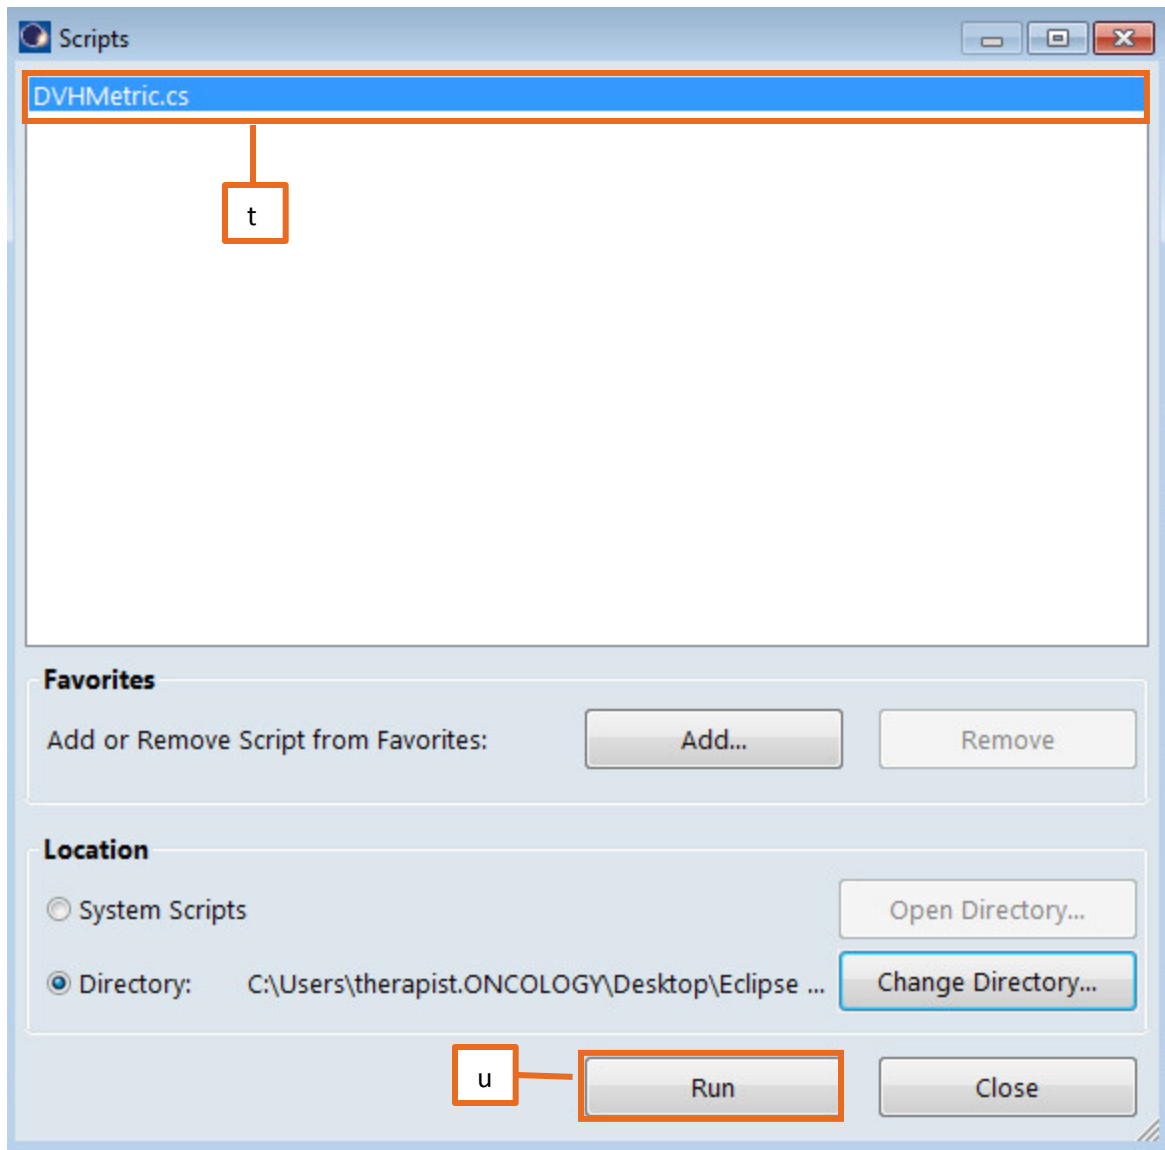 Scripts
DVHMetric.cs
t
Favorites
Add or Remove Script from Favorites: Add... Remove
Location
System Scripts Open Directory...
Directory: C:\Users\therapist.ONCOLOGY\Desktop\Eclipse ... Change Directory...
u Run Close